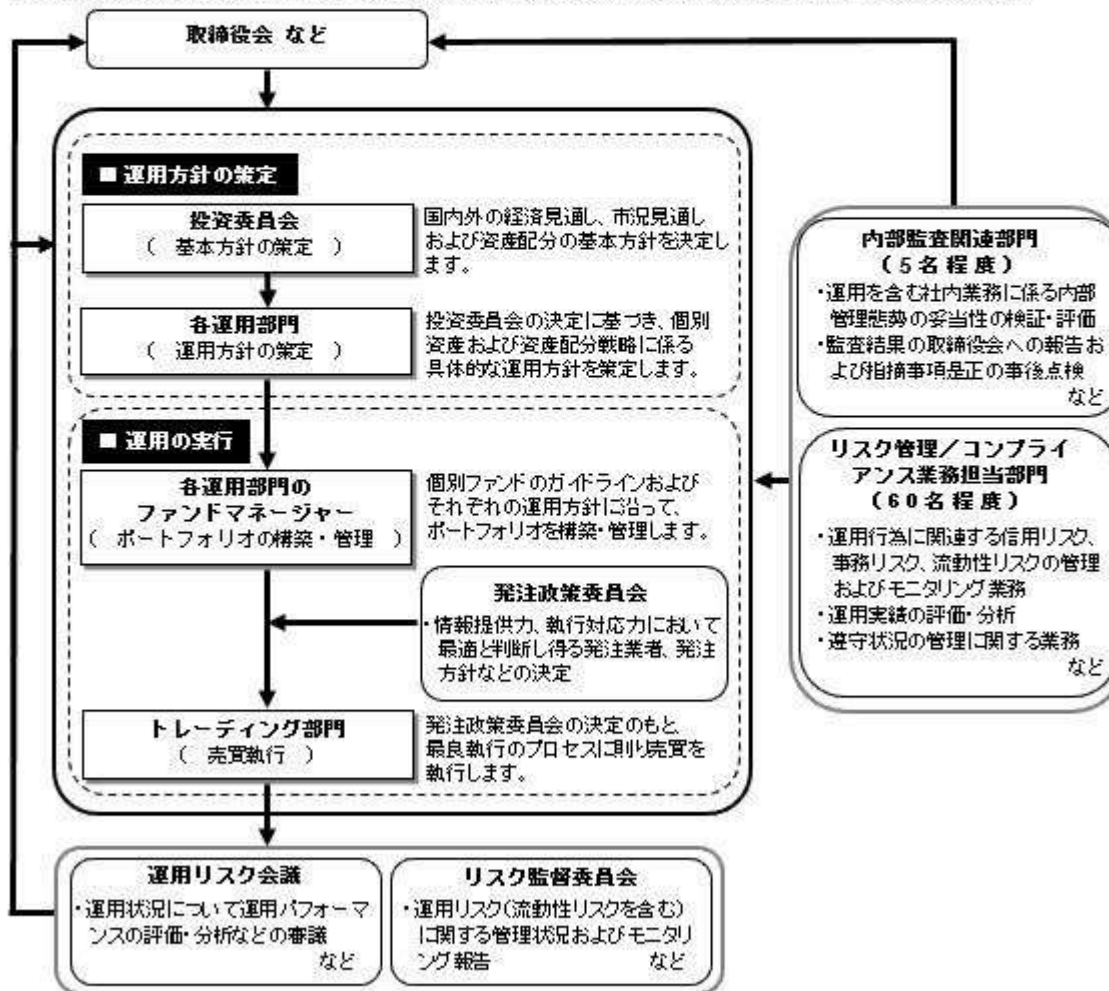 取締役会 など
■ 運用方針の策定
投資委員会
( 基本方針の策定 )
国内外の経済見通し、市況見通し
および資産配分の基本方針を決定し
ます。
各運用部門
( 運用方針の策定 )
投資委員会の決定に基づき、個別
資産および資産配分戦略に係る
具体的な運用方針を策定します。
■ 運用の実行
各運用部門の
ファンドマネージャー
( ポートフォリオの構築・管理 )
個別ファンドのガイドラインおよび
それぞれの運用方針に沿って、
ポートフォリオを構築・管理します。
発注政策委員会
・情報提供力、執行対応力において
最適と判断し得る発注業者、発注
方針などの決定
トレーディング部門
( 売買執行 )
発注政策委員会の決定のもと、
最良執行のプロセスに則り売買を
執行します。
内部監査関連部門
(5名程度)
・運用を含む社内業務に係る内部
管理態勢の妥当性の検証・評価
・監査結果の取締役会への報告お
よび指摘事項是正の事後点検
など
リスク管理/コンプライ
アンス業務担当部門
(60名程度)
・運用行為に関連する信用リスク、
事務リスク、流動性リスクの管理
およびモニタリング業務
・運用実績の評価・分析
・遵守状況の管理に関する業務
など
運用リスク会議
・運用状況について運用パフォーマ
ンスの評価・分析などの審議
など
リスク監督委員会
・運用リスク(流動性リスクを含む)
に関する管理状況およびモニタリ
ング報告 など